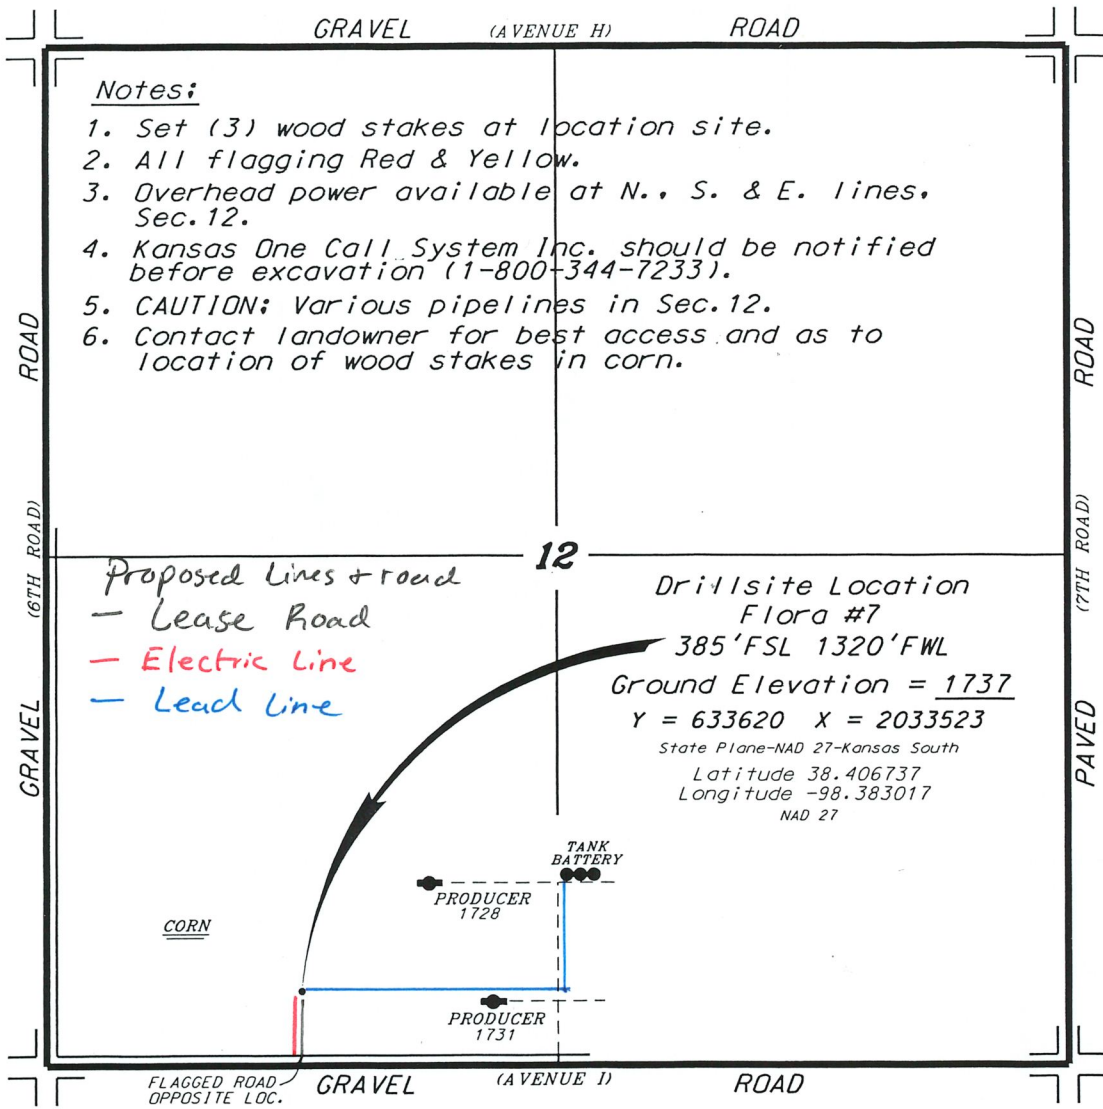 GRAVEL (AVENUE H) ROAD
Notes:
1. Set (3) wood stakes at location site.
2. All flagging Red & Yellow.
3. Overhead power available at N., S. & E. lines,
Sec. 12.
4. Kansas One Call System Inc. should be notified
before excavation (1-800-344-7233).
5. CAUTION: Various pipelines in Sec. 12.
6. Contact landowner for best access and as to
location of wood stakes in corn.
ROAD
(6TH ROAD)
GRAVEL
ROAD
(7TH ROAD)
PAVED
12
Proposed Lines + road
— Lease Road
— Electric Line
— Lead Line
Drillsite Location
Flora #7
385'FSL 1320'FWL
Ground Elevation = 1737
Y = 633620 X = 2033523
State Plane-NAD 27-Kansas South
Latitude 38.406737
Longitude -98.383017
NAD 27
TANK
BATTERY
PRODUCER
1728
CORN
PRODUCER
1731
FLAGGED ROAD
OPPOSITE LOC.
GRAVEL (AVENUE I) ROAD